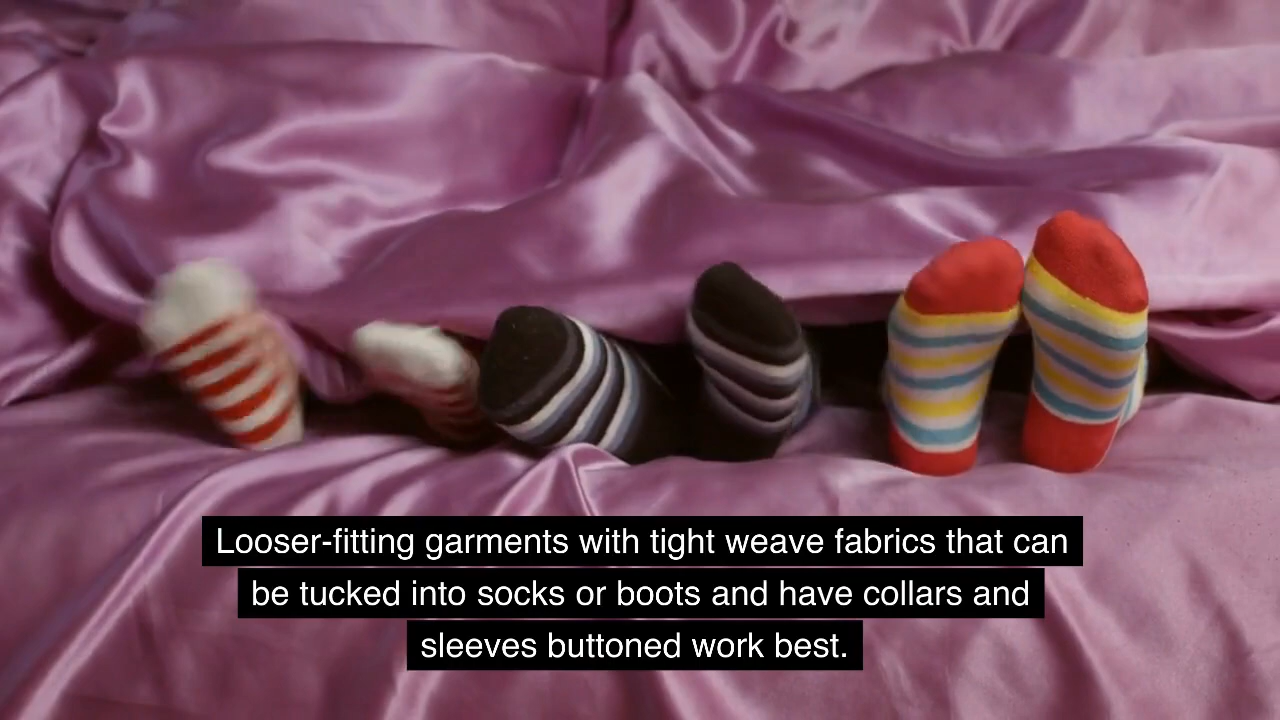 Looser-fitting garments with tight weave fabrics that can
be tucked into socks or boots and have collars and
sleeves buttoned work best.